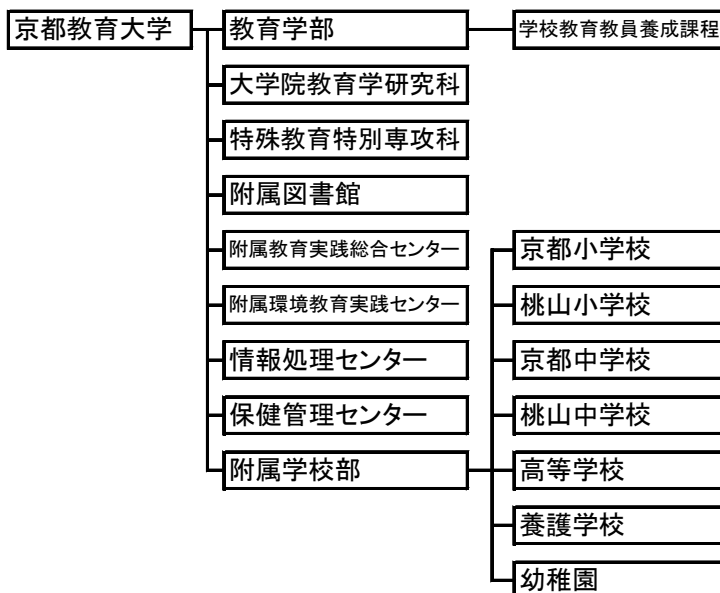 京都教育大学
教育学部
学校教育教員養成課程
大学院教育学研究科
特殊教育特別専攻科
附属図書館
附属教育実践総合センター
附属環境教育実践センター
情報処理センター
保健管理センター
附属学校部
京都小学校
桃山小学校
京都中学校
桃山中学校
高等学校
養護学校
幼稚園